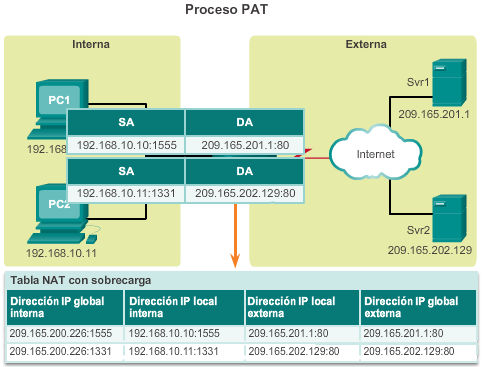 Proceso PAT
Interna
Externa
PC1
SA
DA
192.168.10.10:1555
209.165.201.1:80
SA
DA
192.168.10.11:1331
209.165.202.129:80
192.168
PC2
192.168.10.11
Internet
Svr1
209.165.201.1
Svr2
209.165.202.129
Tabla NAT con sobrecarga
Dirección IP global interna
Dirección IP local interna
Dirección IP local externa
Dirección IP global externa
209.165.200.226:1555
192.168.10.10:1555
209.165.201.1:80
209.165.201.1:80
209.165.200.226:1331
192.168.10.11:1331
209.165.202.129:80
209.165.202.129:80